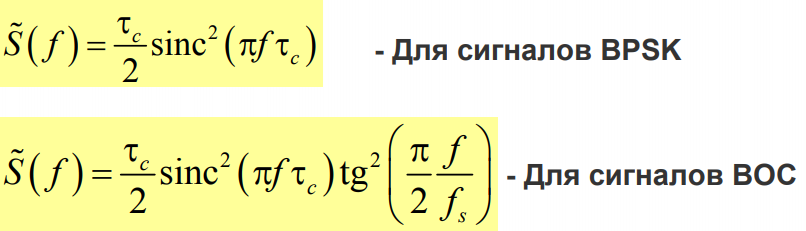 S̃(f) = τ_c/2 sinc²(πfτ_c) - Для сигналов BPSK
S̃(f) = τ_c/2 sinc²(πfτ_c) tg²(π/2 f/f_s) - Для сигналов BOC